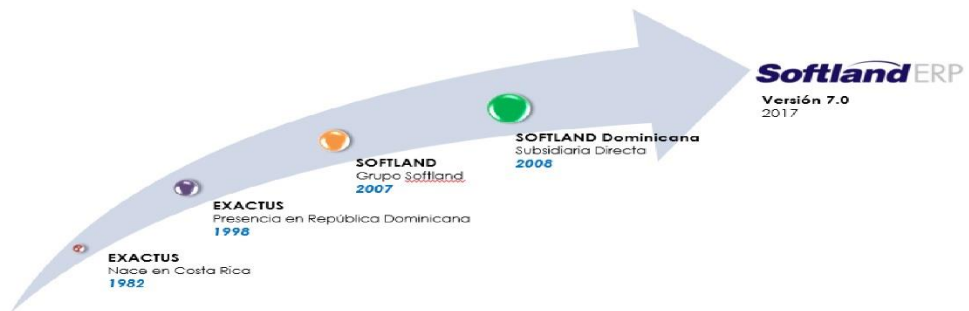 EXACTUS
Nace en Costa Rica
1982
EXACTUS
Presencia en República Dominicana
1998
SOFTLAND
Grupo Softland
2007
SOFTLAND Dominicana
Subsidiaria Directa
2008
Softland ERP
Versión 7.0
2017